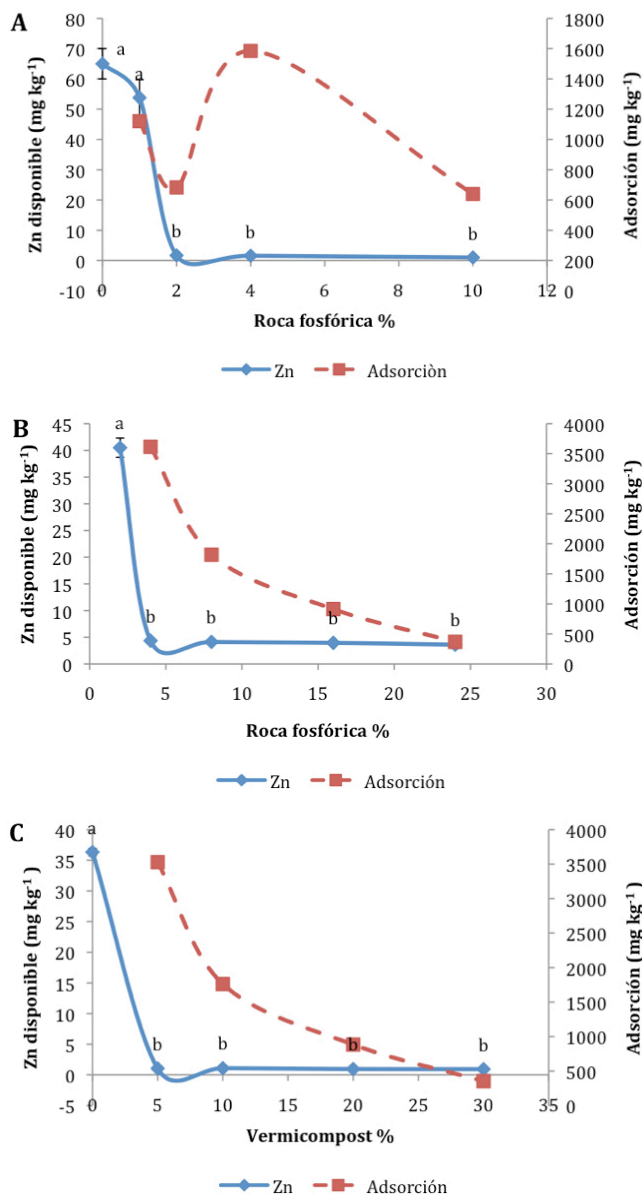 A
Zn disponible (mg kg-1)
80
70
60
50
40
30
20
10
0
-10
a
a
b
b
b
1800
1600
1400
1200
1000
800
600
400
200
0
Adsorción (mg kg-1)
0 2 4 6 8 10 12
Roca fosfórica %
Zn Adsorciòn
B
Zn disponible (mg kg-1)
45
40
35
30
25
20
15
10
5
0
a
b
b
b
b
4000
3500
3000
2500
2000
1500
1000
500
0
Adsorción (mg kg-1)
0 5 10 15 20 25 30
Roca fosfórica %
Zn Adsorción
C
Zn disponible (mg kg-1)
40
35
30
25
20
15
10
5
0
-5
a
b
b
b
b
4000
3500
3000
2500
2000
1500
1000
500
0
Adsorción (mg kg-1)
0 5 10 15 20 25 30 35
Vermicompost %
Zn Adsorción